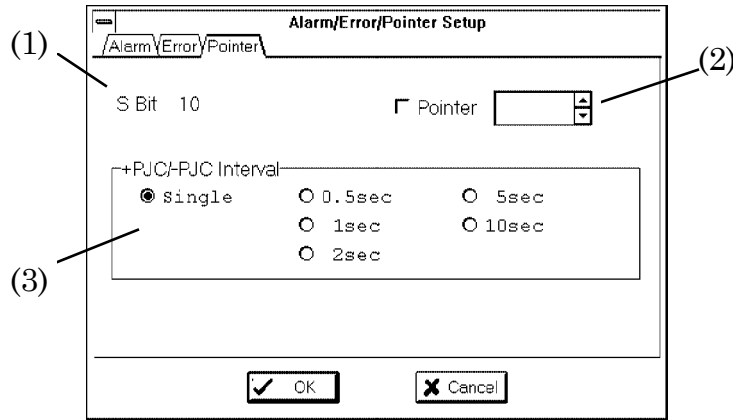 Alarm/Error/Pointer Setup
Alarm Error Pointer
(1)
(2)
S Bit 10
Pointer
+PJC/-PJC Interval
Single 0.5sec 5sec
1sec 10sec
2sec
(3)
OK Cancel